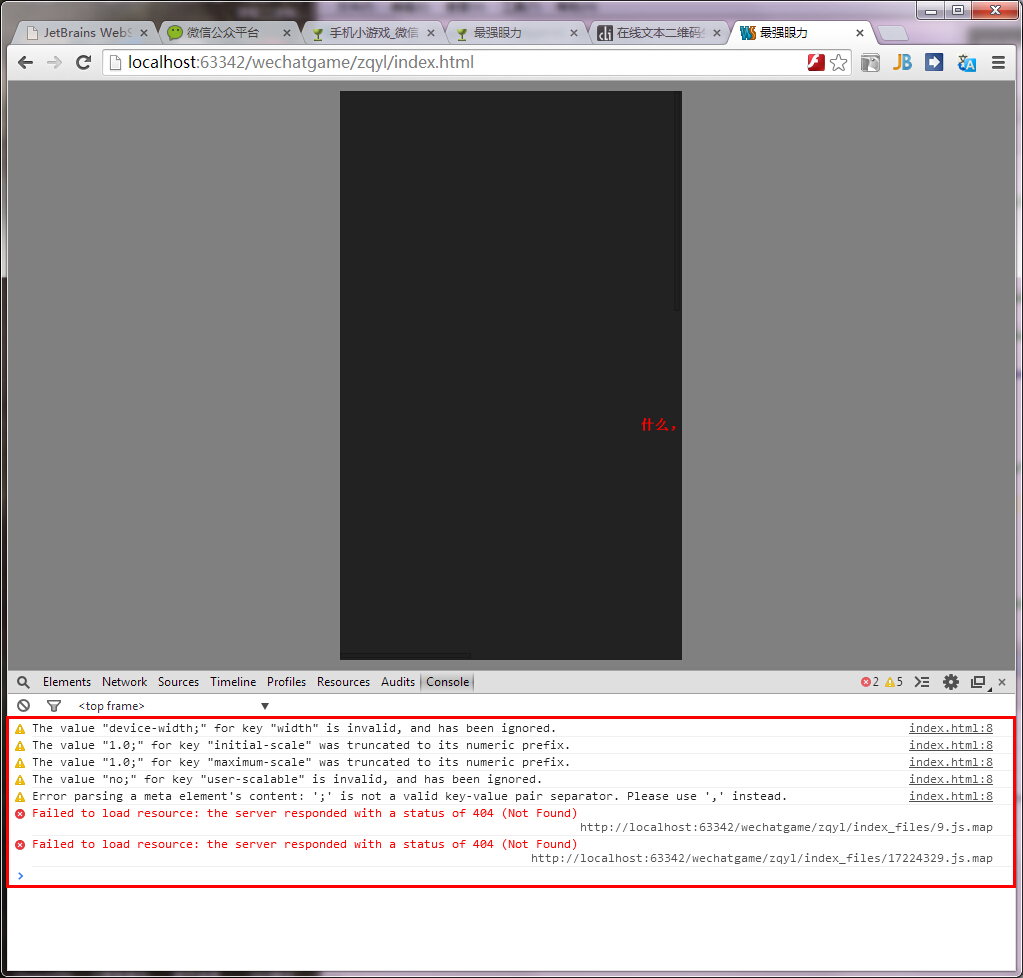 JetBrains WebS
微信公众平台
手机小游戏_微信
最强眼力
在线文本二维码
最强眼力
localhost:63342/wechatgame/zqyl/index.html
JB
什么，
Elements Network Sources Timeline Profiles Resources Audits Console
2 5
<top frame>
The value "device-width;" for key "width" is invalid, and has been ignored. index.html:8
The value "1.0;" for key "initial-scale" was truncated to its numeric prefix. index.html:8
The value "1.0;" for key "maximum-scale" was truncated to its numeric prefix. index.html:8
The value "no;" for key "user-scalable" is invalid, and has been ignored. index.html:8
Error parsing a meta element's content: ';' is not a valid key-value pair separator. Please use ',' instead. index.html:8
Failed to load resource: the server responded with a status of 404 (Not Found)
http://localhost:63342/wechatgame/zqyl/index_files/9.js.map
Failed to load resource: the server responded with a status of 404 (Not Found)
http://localhost:63342/wechatgame/zqyl/index_files/17224329.js.map